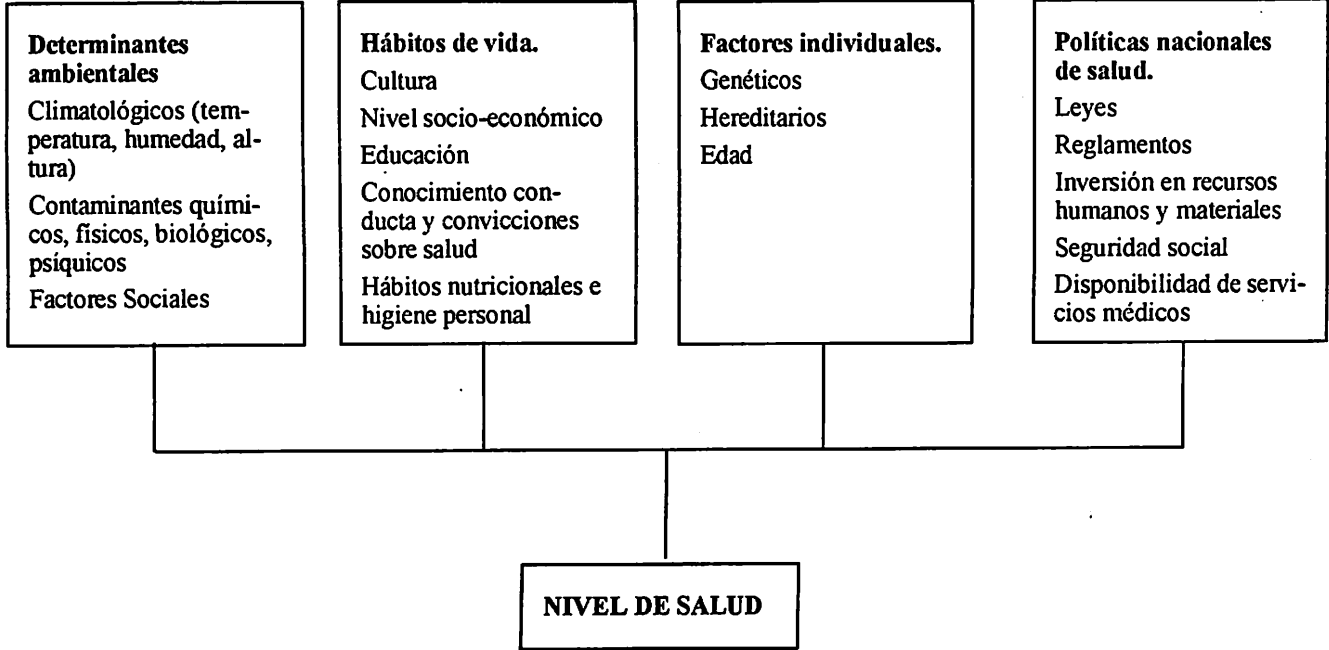 Determinantes
ambientales
Climatológicos (tem-
peratura, humedad, al-
tura)
Contaminantes quími-
cos, físicos, biológicos,
psíquicos
Factores Sociales
Hábitos de vida.
Cultura
Nivel socio-económico
Educación
Conocimiento con-
ducta y convicciones
sobre salud
Hábitos nutricionales e
higiene personal
Factores individuales.
Genéticos
Hereditarios
Edad
Políticas nacionales
de salud.
Leyes
Reglamentos
Inversión en recursos
humanos y materiales
Seguridad social
Disponibilidad de servi-
cios médicos
NIVEL DE SALUD